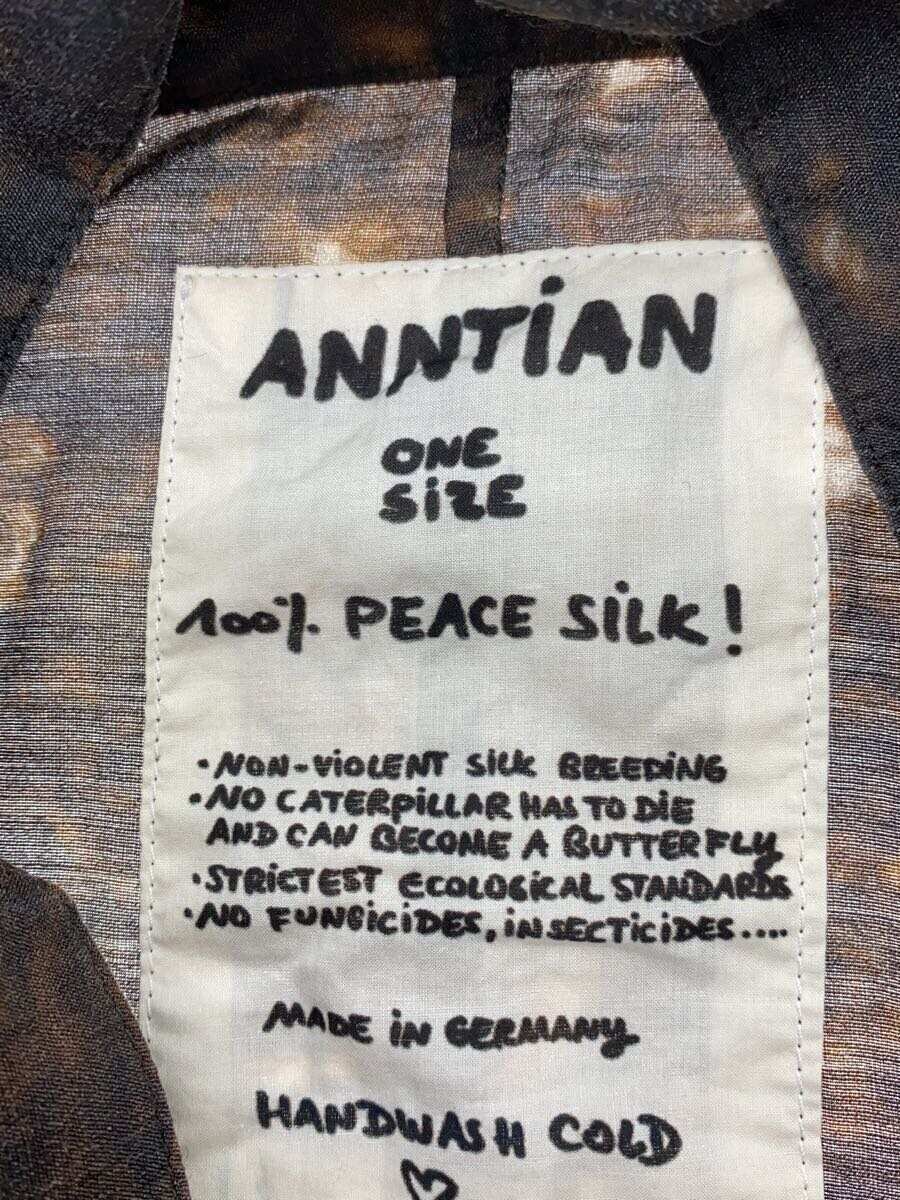 ANNTiAN
ONE
SiZE
100%. PEACE SiLK!
·NON-ViOLENT SiLK BREEDiNG
·NO CATERPiLLAR HAS TO DiE
AND CAN BECOME A BUTTERFLY
·STRiCTEST ECOLOGiCAL STANDARDS
·NO FUNGiCiDES, iNSECTiCiDES....
MADE iN GERMANY
HANDWASH COLD
♡